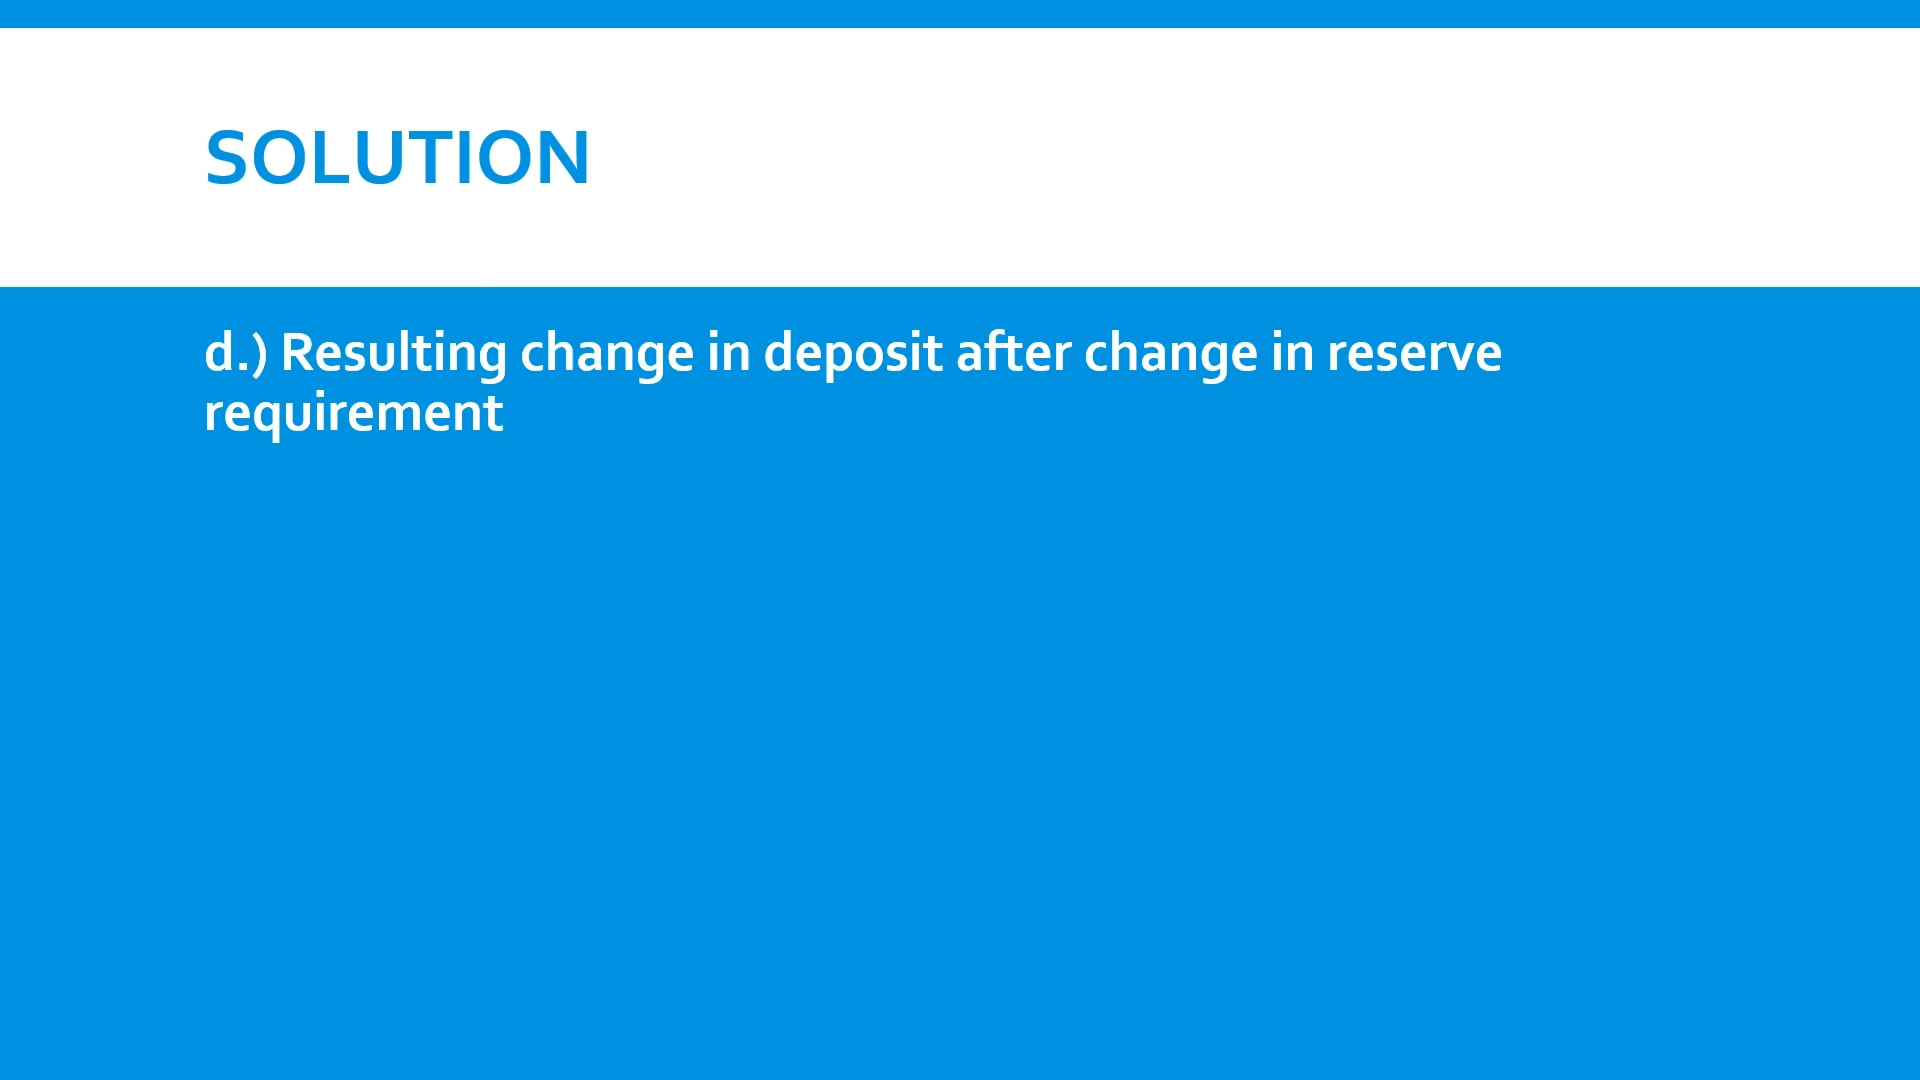 SOLUTION
d.) Resulting change in deposit after change in reserve
requirement